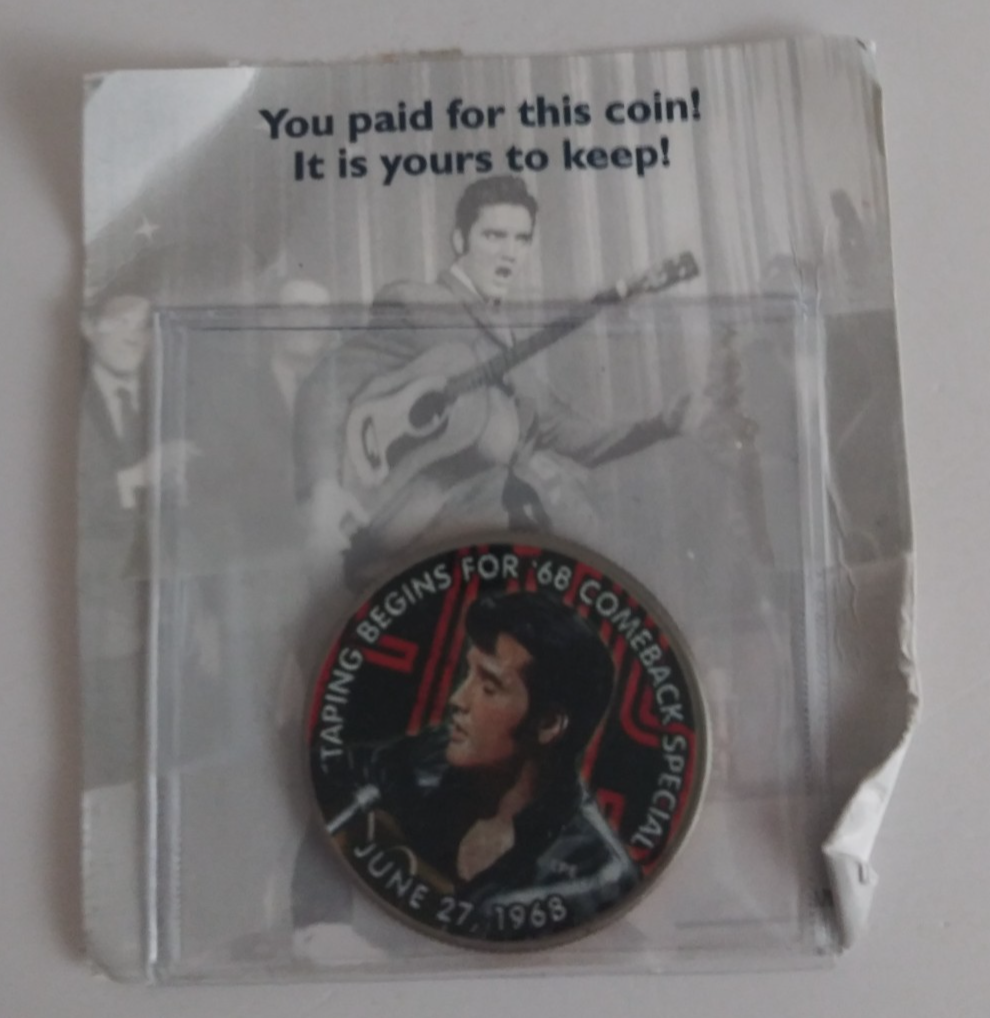 You paid for this coin!
It is yours to keep!
TAPING BEGINS FOR '68 COMEBACK SPECIAL
JUNE 27, 1968